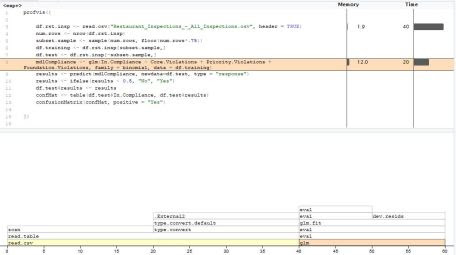 <expr>
Memory
Time
1 profvis({
2
3 df.rst.insp <- read.csv("Restaurant_Inspections_-_All_Inspections.csv", header = TRUE) 1.9 40
4 num.rows <- nrow(df.rst.insp)
5 subset.sample <- sample(num.rows, floor(num.rows*.75))
6 df.training <- df.rst.insp[subset.sample,]
7 df.test <- df.rst.insp[-subset.sample,]
8 mdlCompliance <- glm(In.Compliance ~ Core.Violations + Priority.Violations + 12.0 20
Foundation.Violations, family = binomial, data = df.training)
9 results <- predict(mdlCompliance, newdata=df.test, type = "response")
10 results <- ifelse(results < 0.5, "No", "Yes")
11 df.test$results <- results
12 confMat <- table(df.test$In.Compliance, df.test$results)
13 confusionMatrix(confMat, positive = "Yes")
14
15 })
16
eval
.External2 eval dev.resids
type.convert.default glm.fit
scan type.convert eval
read.table eval
read.csv glm
0 5 10 15 20 25 30 35 40 45 50 55 60